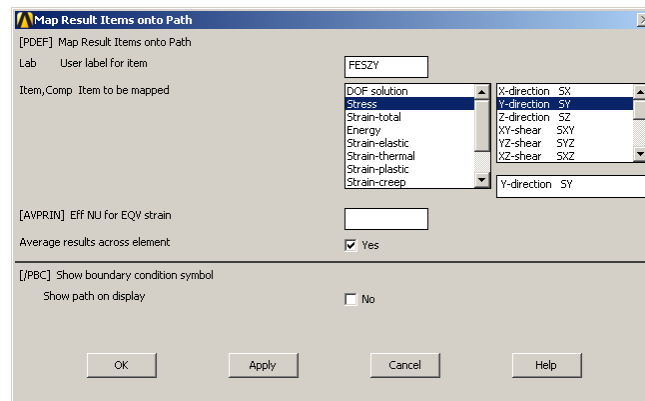 Map Result Items onto Path
[PDEF] Map Result Items onto Path
Lab User label for item FESZY
Item,Comp Item to be mapped
DOF solution
Stress
Strain-total
Energy
Strain-elastic
Strain-thermal
Strain-plastic
Strain-creep
X-direction SX
Y-direction SY
Z-direction SZ
XY-shear SXY
YZ-shear SYZ
XZ-shear SXZ
Y-direction SY
[AVPRIN] Eff NU for EQV strain
Average results across element Yes
[/PBC] Show boundary condition symbol
Show path on display No
OK Apply Cancel Help